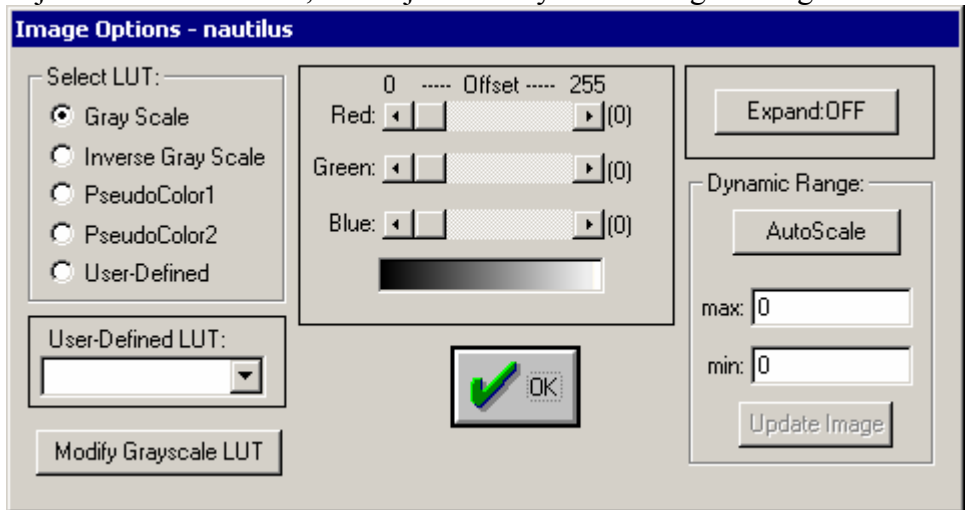 Image Options - nautilus
Select LUT:
Gray Scale
Inverse Gray Scale
PseudoColor1
PseudoColor2
User-Defined
User-Defined LUT:
Modify Grayscale LUT
0 ----- Offset ----- 255
Red: (0)
Green: (0)
Blue: (0)
OK
Expand:OFF
Dynamic Range:
AutoScale
max: 0
min: 0
Update Image